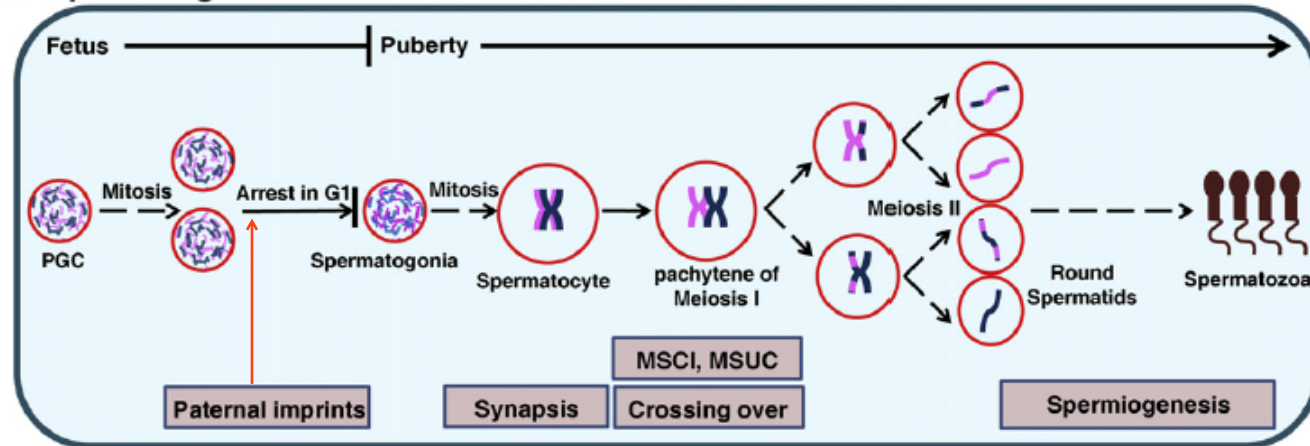 Fetus
Puberty
Mitosis
Arrest in G1
Mitosis
PGC
Spermatogonia
Spermatocyte
pachytene of
Meiosis I
Meiosis II
Round
Spermatids
Spermatozoa
MSCI, MSUC
Paternal imprints
Synapsis
Crossing over
Spermiogenesis